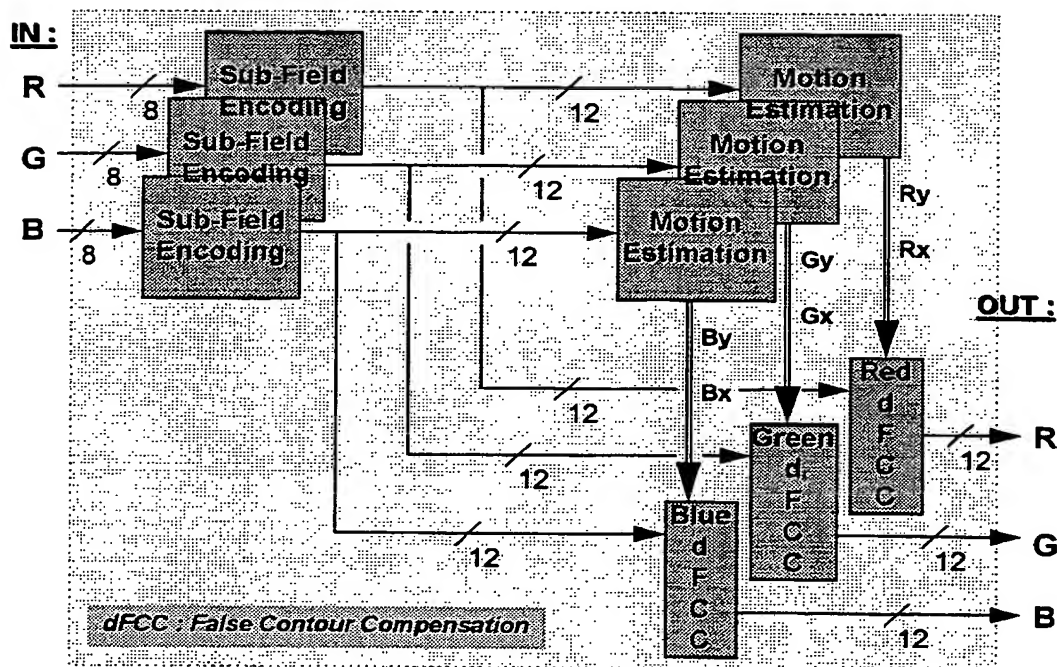 IN :
R
8
Sub-Field
Encoding
12
Motion
Estimation
G
8
Sub-Field
Encoding
12
Motion
Estimation
B
8
Sub-Field
Encoding
12
Motion
Estimation
Ry
Rx
Gy
Gx
By
Bx
OUT :
12
Red
d
F
C
C
12
R
12
Green
d
F
C
C
12
G
12
Blue
d
F
C
C
12
B
dFCC : False Contour Compensation